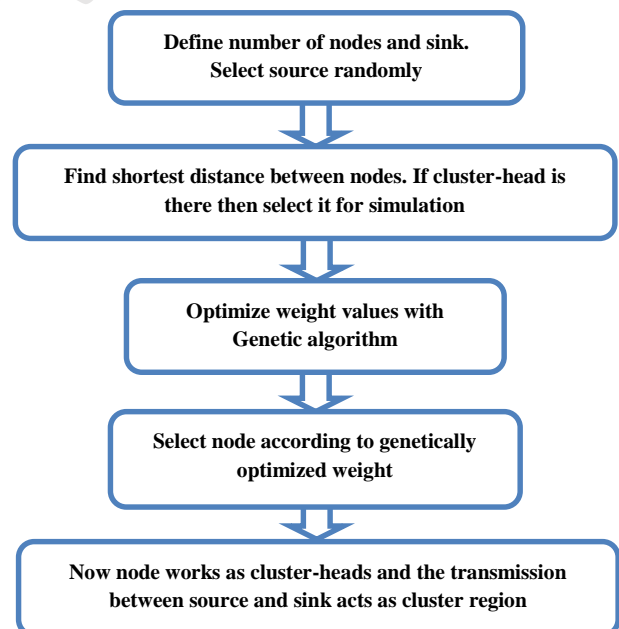 Define number of nodes and sink.
Select source randomly
Find shortest distance between nodes. If cluster-head is
there then select it for simulation
Optimize weight values with
Genetic algorithm
Select node according to genetically
optimized weight
Now node works as cluster-heads and the transmission
between source and sink acts as cluster region